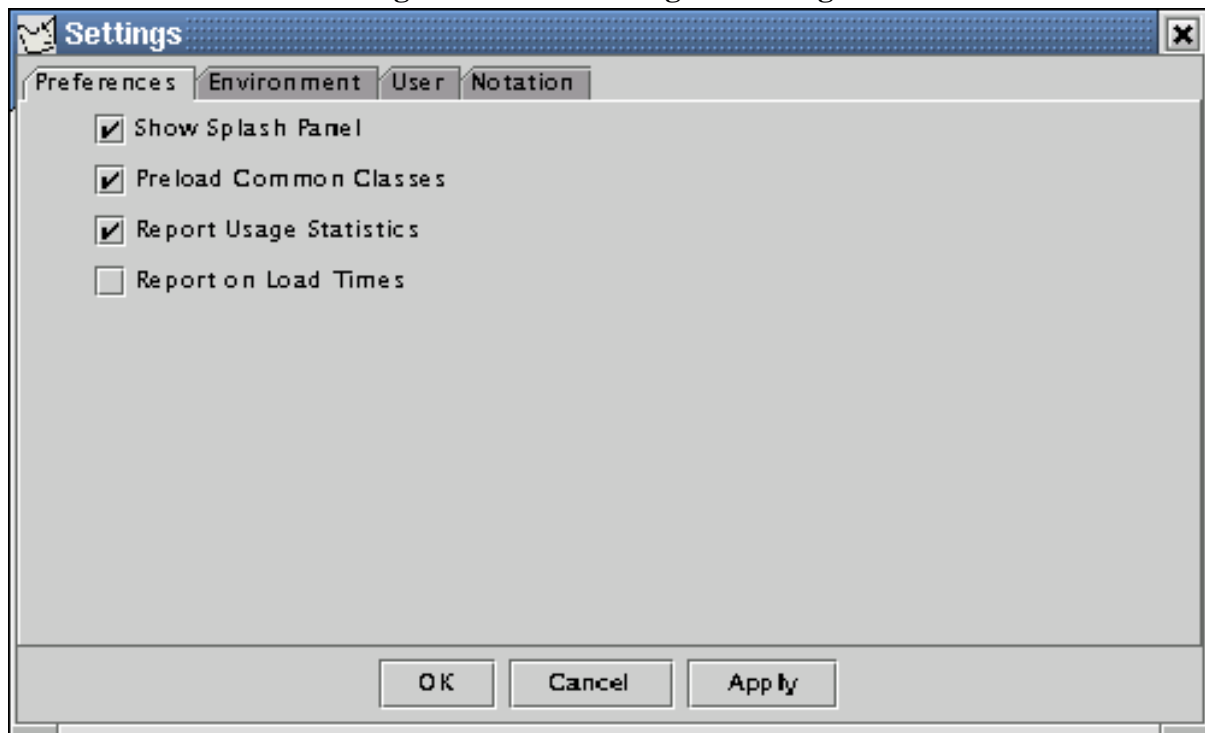 Settings
Preferences Environment User Notation
Show Splash Panel
Preload Common Classes
Report Usage Statistics
Report on Load Times
OK Cancel Apply